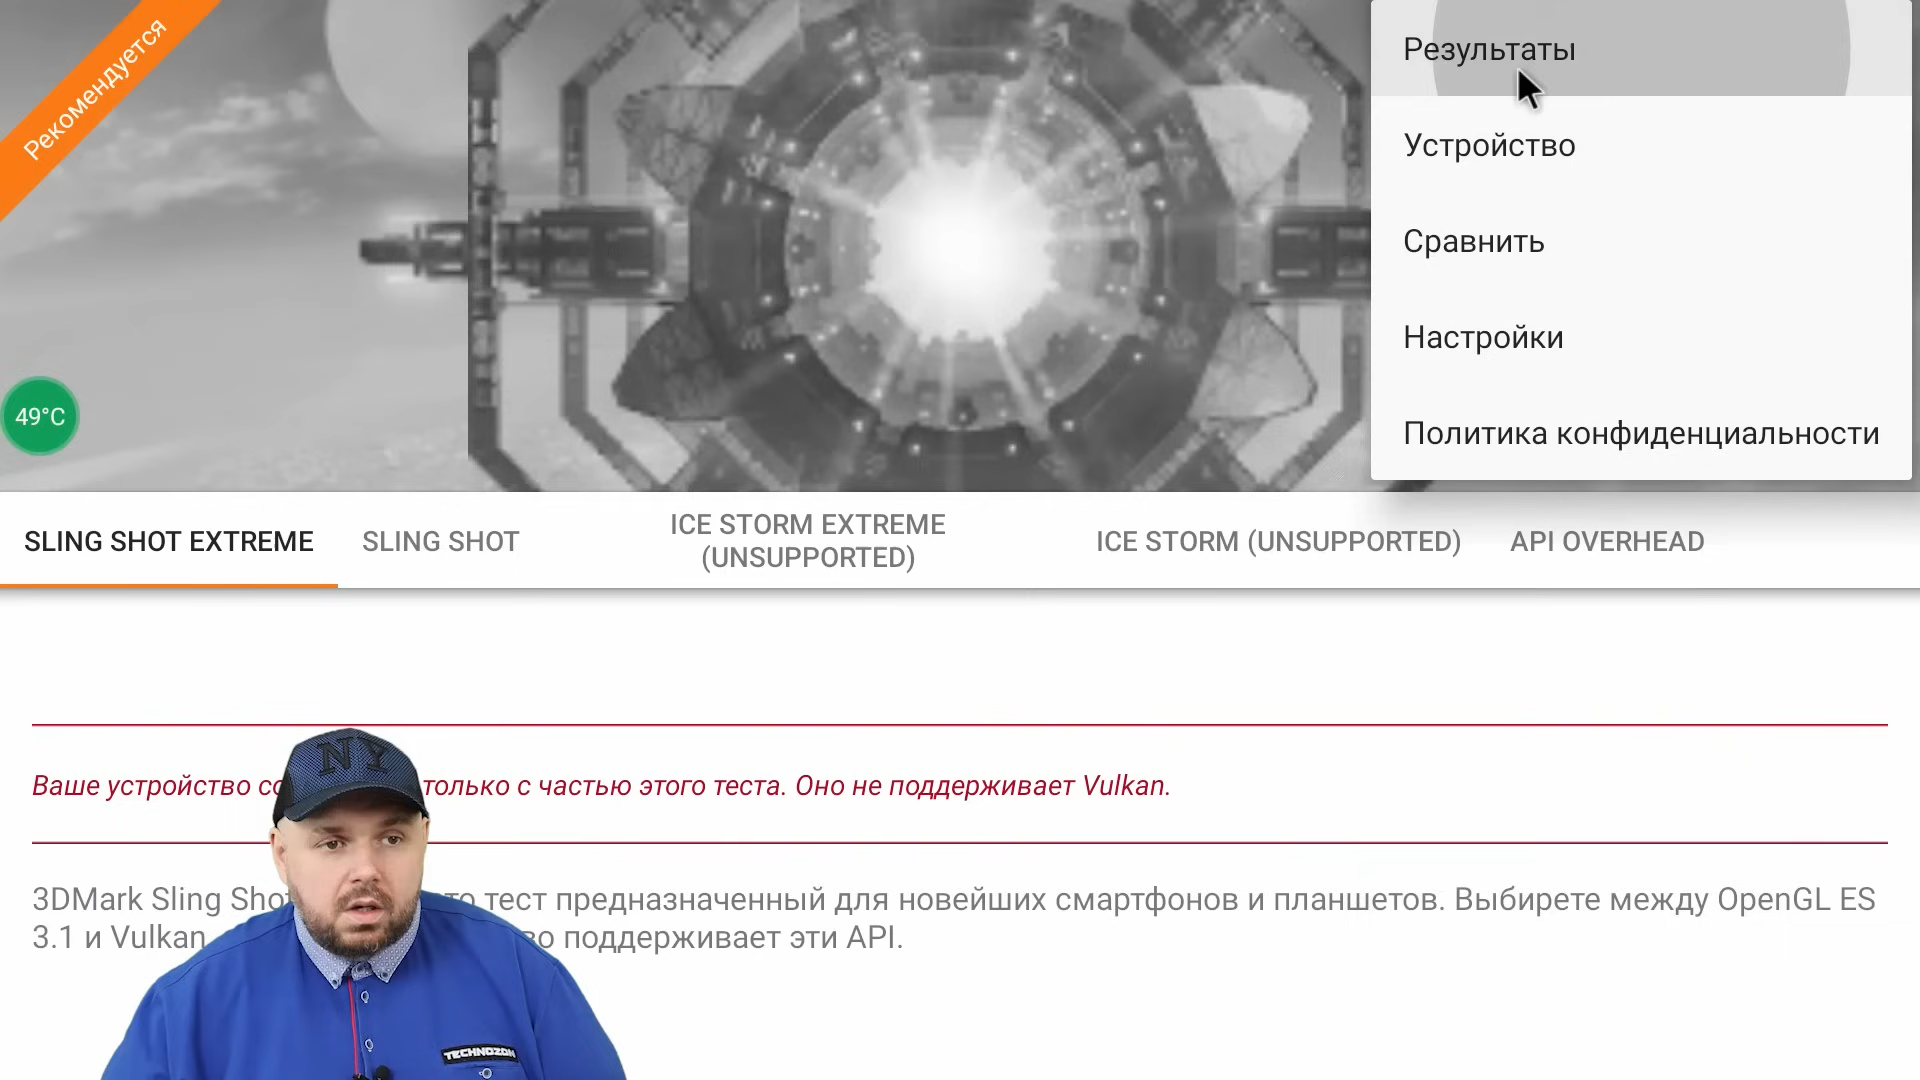 Рекомендуется
Результаты
Устройство
Сравнить
Настройки
Политика конфиденциальности
49°C
SLING SHOT EXTREME
SLING SHOT
ICE STORM EXTREME
(UNSUPPORTED)
ICE STORM (UNSUPPORTED)
API OVERHEAD
Ваше устройство только с частью этого теста. Оно не поддерживает Vulkan.
3DMark Sling тест предназначенный для новейших смартфонов и планшетов. Выбирете между OpenGL ES
3.1 и Vulkan поддерживает эти API.
NY
TECHNOZON